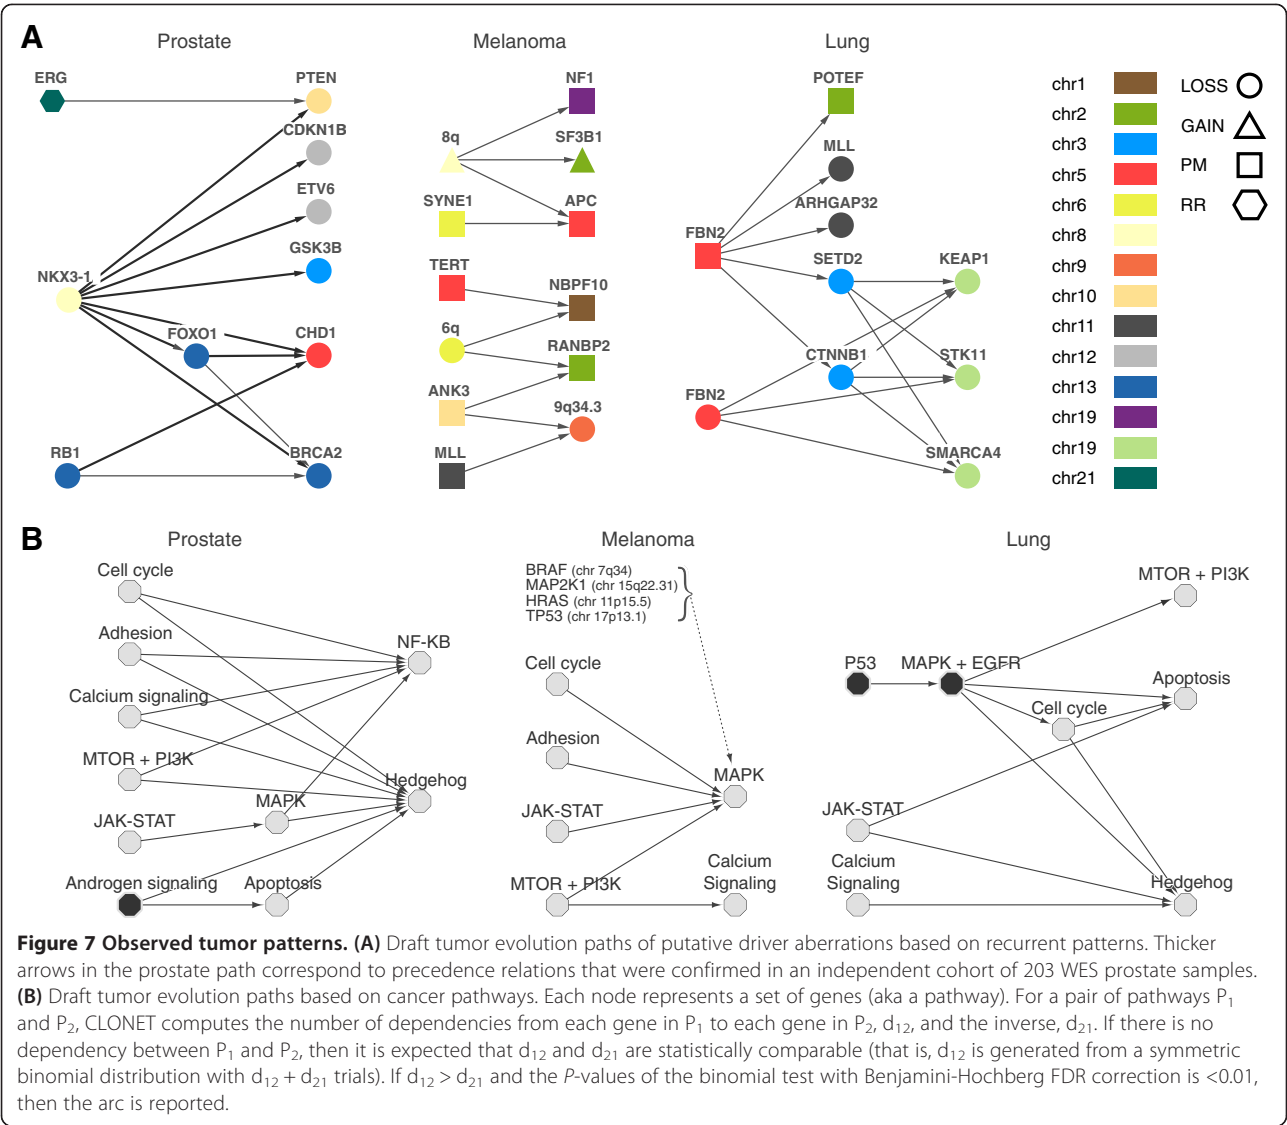 A
Prostate
Melanoma
Lung
ERG
PTEN
CDKN1B
ETV6
GSK3B
NKX3-1
FOXO1
CHD1
RB1
BRCA2
NF1
8q
SF3B1
SYNE1
APC
TERT
NBPF10
6q
RANBP2
ANK3
9q34.3
MLL
POTEF
MLL
ARHGAP32
FBN2
SETD2
KEAP1
CTNNB1
STK11
FBN2
SMARCA4
chr1
chr2
chr3
chr5
chr6
chr8
chr9
chr10
chr11
chr12
chr13
chr19
chr19
chr21
LOSS
GAIN
PM
RR
B
Prostate
Melanoma
Lung
Cell cycle
Adhesion
NF-KB
Calcium signaling
MTOR + PI3K
Hedgehog
MAPK
JAK-STAT
Androgen signaling
Apoptosis
BRAF (chr 7q34)
MAP2K1 (chr 15q22.31)
HRAS (chr 11p15.5)
TP53 (chr 17p13.1)
Cell cycle
Adhesion
MAPK
JAK-STAT
MTOR + PI3K
Calcium
Signaling
MTOR + PI3K
P53
MAPK + EGFR
Apoptosis
Cell cycle
JAK-STAT
Calcium
Signaling
Hedgehog
Figure 7 Observed tumor patterns. (A) Draft tumor evolution paths of putative driver aberrations based on recurrent patterns. Thicker
arrows in the prostate path correspond to precedence relations that were confirmed in an independent cohort of 203 WES prostate samples.
(B) Draft tumor evolution paths based on cancer pathways. Each node represents a set of genes (aka a pathway). For a pair of pathways P1
and P2, CLONET computes the number of dependencies from each gene in P1 to each gene in P2, d12, and the inverse, d21. If there is no
dependency between P1 and P2, then it is expected that d12 and d21 are statistically comparable (that is, d12 is generated from a symmetric
binomial distribution with d12 + d21 trials). If d12 > d21 and the P-values of the binomial test with Benjamini-Hochberg FDR correction is <0.01,
then the arc is reported.